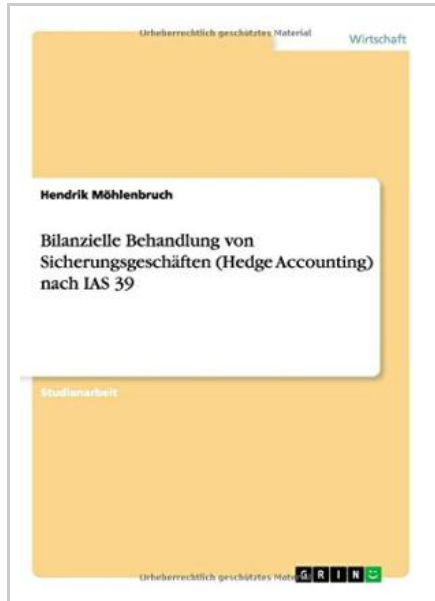 Urheberrechtlich geschütztes Material
Wirtschaft
Hendrik Möhlenbruch
Bilanzielle Behandlung von
Sicherungsgeschäften (Hedge Accounting)
nach IAS 39
Studienarbeit
Urheberrechtlich geschütztes Mate
GRIN